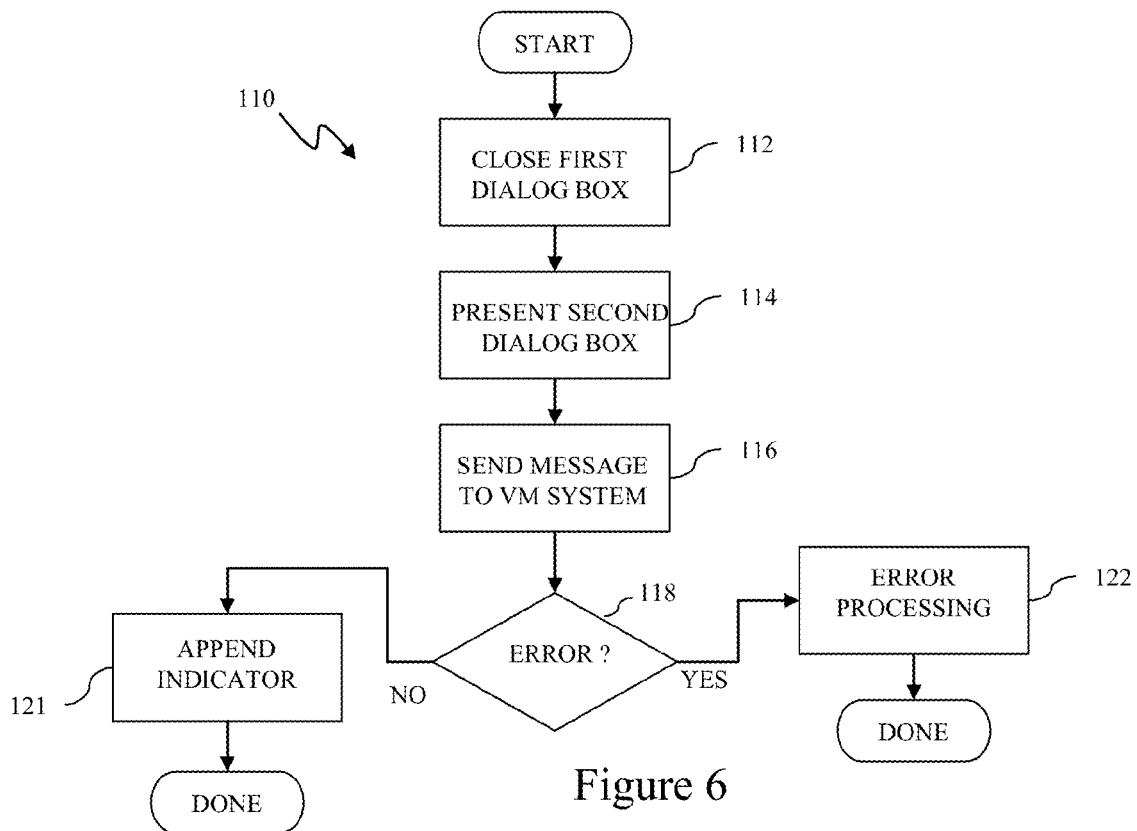 START
110
CLOSE FIRST
DIALOG BOX
112
PRESENT SECOND
DIALOG BOX
114
SEND MESSAGE
TO VM SYSTEM
116
ERROR ?
118
NO
YES
APPEND
INDICATOR
121
DONE
ERROR
PROCESSING
122
DONE
Figure 6